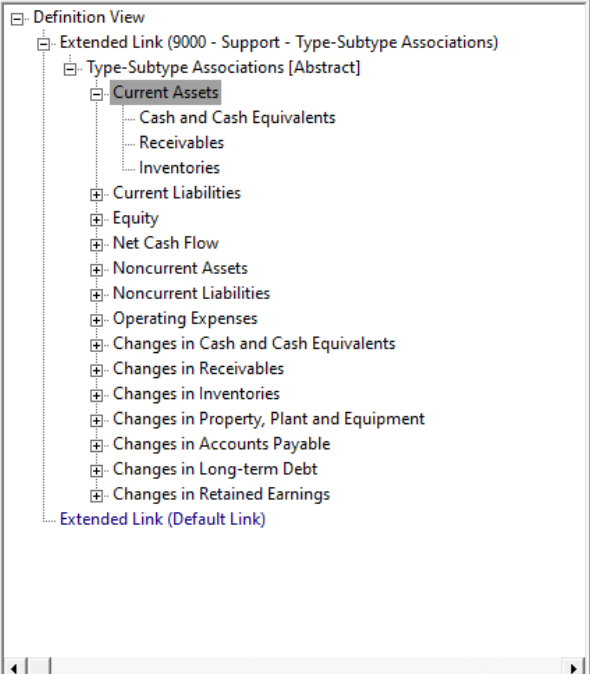 Definition View
Extended Link (9000 - Support - Type-Subtype Associations)
Type-Subtype Associations [Abstract]
Current Assets
Cash and Cash Equivalents
Receivables
Inventories
Current Liabilities
Equity
Net Cash Flow
Noncurrent Assets
Noncurrent Liabilities
Operating Expenses
Changes in Cash and Cash Equivalents
Changes in Receivables
Changes in Inventories
Changes in Property, Plant and Equipment
Changes in Accounts Payable
Changes in Long-term Debt
Changes in Retained Earnings
Extended Link (Default Link)